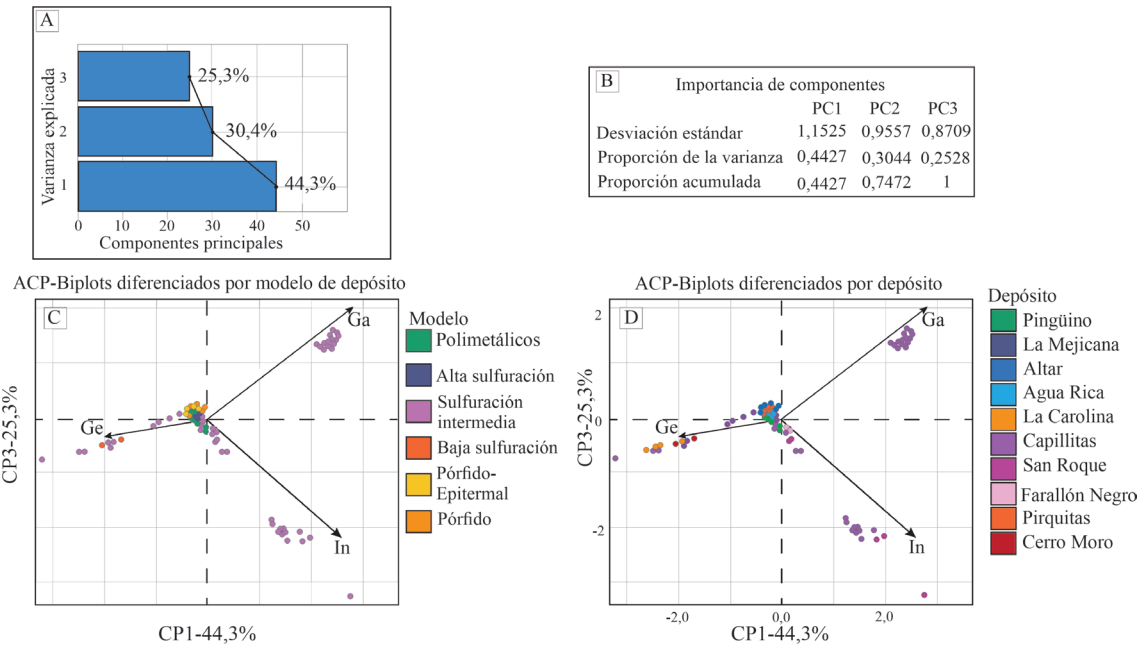 A
Varianza explicada
3
2
1
25,3%
30,4%
44,3%
0 10 20 30 40 50
Componentes principales
B
Importancia de componentes
PC1 PC2 PC3
Desviación estándar 1,1525 0,9557 0,8709
Proporción de la varianza 0,4427 0,3044 0,2528
Proporción acumulada 0,4427 0,7472 1
ACP-Biplots diferenciados por modelo de depósito
C
Ga
Ge
In
CP3-25,3%
CP1-44,3%
Modelo
Polimetálicos
Alta sulfuración
Sulfuración
intermedia
Baja sulfuración
Pórfido-
Epitermal
Pórfido
ACP-Biplots diferenciados por depósito
D
2
0
-2
Ga
Ge
In
CP3-25,3%
-2,0 0,0 2,0
CP1-44,3%
Depósito
Pingüino
La Mejicana
Altar
Agua Rica
La Carolina
Capillitas
San Roque
Farallón Negro
Pirquitas
Cerro Moro